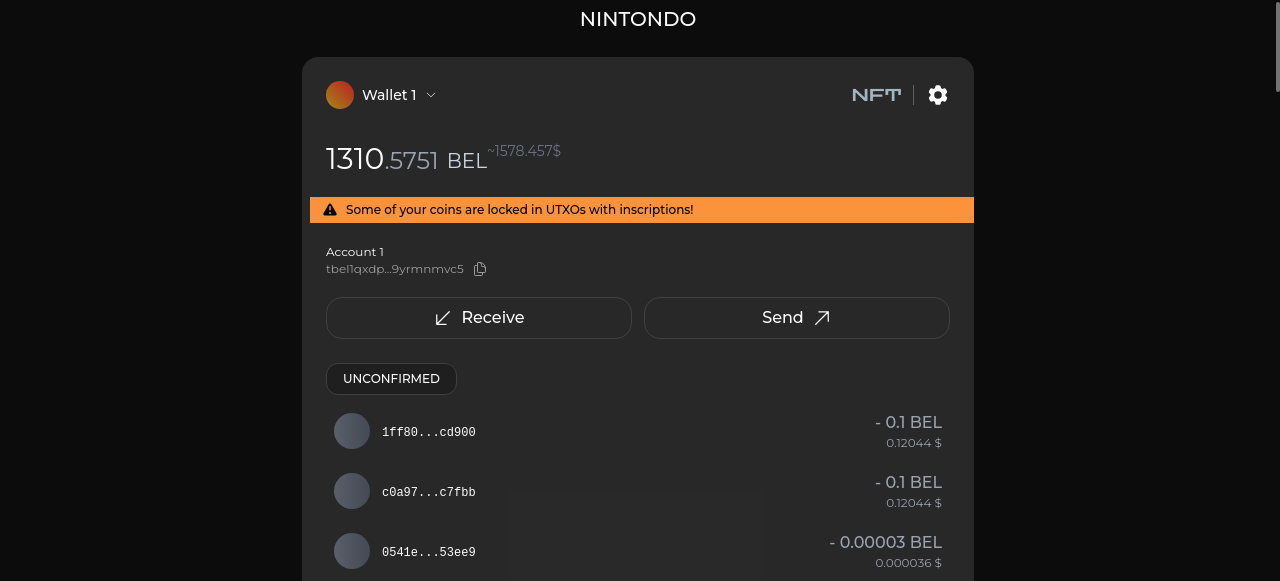 NINTONDO
Wallet 1
NFT
1310.5751 BEL ~1578.457$
Some of your coins are locked in UTXOs with inscriptions!
Account 1
tbel1qxdp...9yrmnmvc5
Receive
Send
UNCONFIRMED
1ff80...cd900
- 0.1 BEL
0.12044 $
c0a97...c7fbb
- 0.1 BEL
0.12044 $
0541e...53ee9
- 0.00003 BEL
0.000036 $